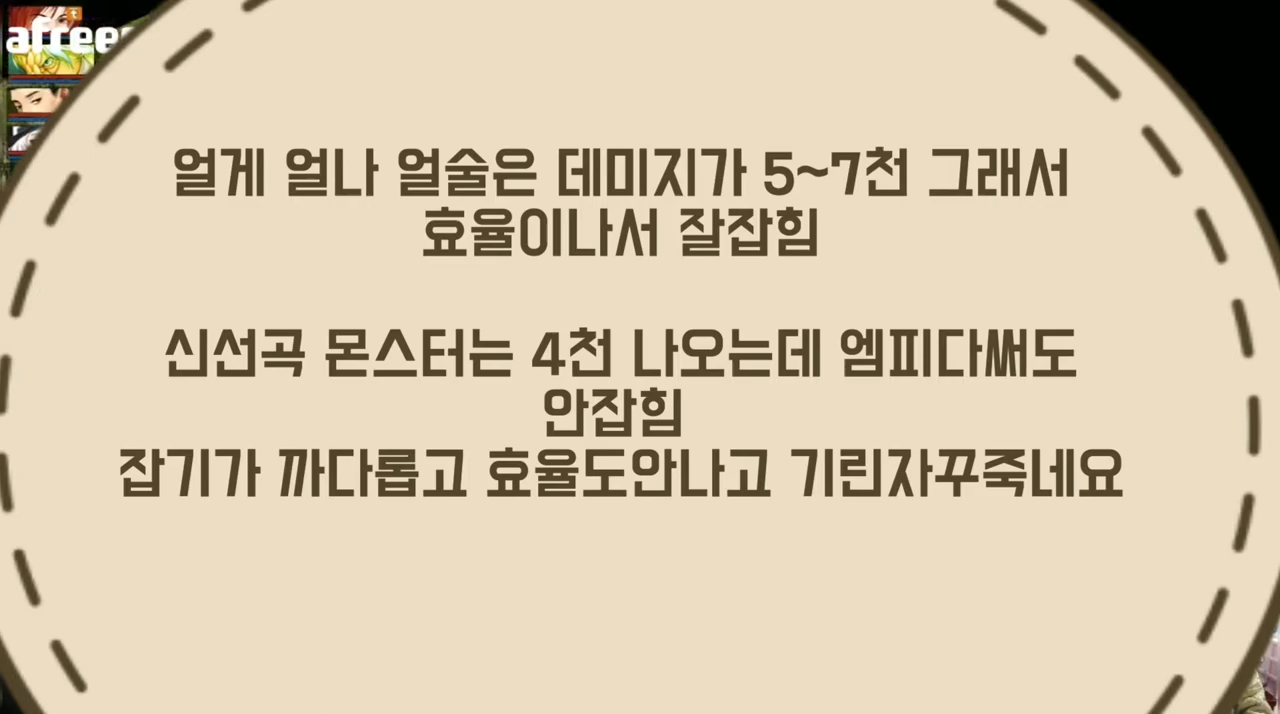 afree
얼게 얼나 얼술은 데미지가 5~7천 그래서
효율이나서 잘잡힘
신선곡 몬스터는 4천 나오는데 엠피다써도
안잡힘
잡기가 까다롭고 효율도안나고 기린자꾸죽네요